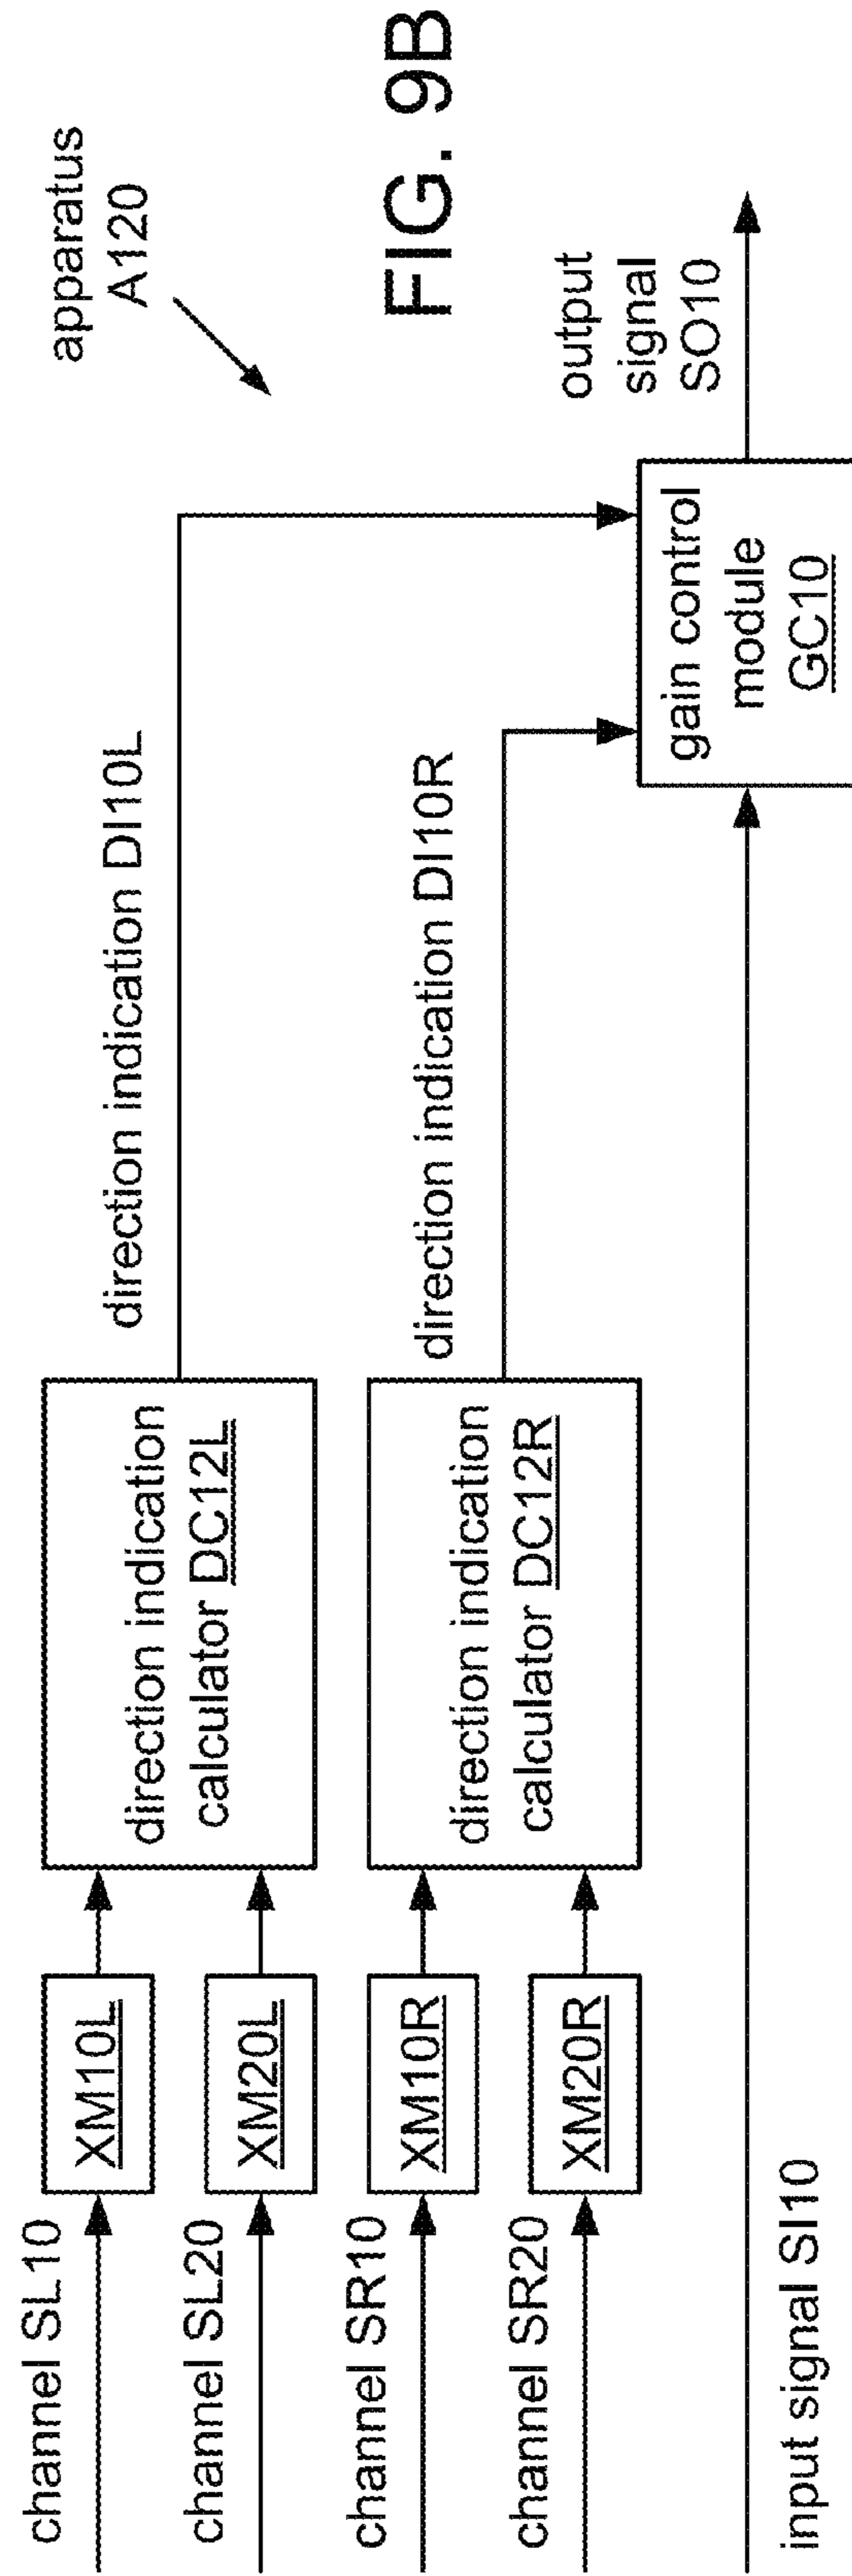 apparatus
A120
FIG. 9B
channel SL10
XM10L
direction indication
calculator DC12L
direction indication DI10L
channel SL20
XM20L
channel SR10
XM10R
direction indication
calculator DC12R
direction indication DI10R
channel SR20
XM20R
input signal SI10
gain control
module
GC10
output
signal
SO10